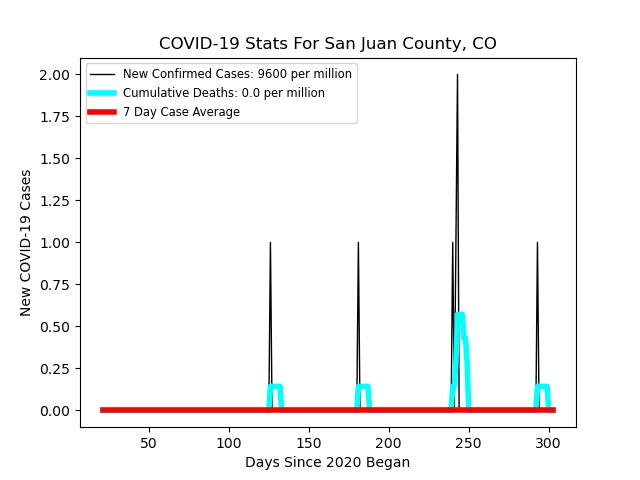 COVID-19 Stats For San Juan County, CO
New Confirmed Cases: 9600 per million
Cumulative Deaths: 0.0 per million
7 Day Case Average
New COVID-19 Cases
2.00
1.75
1.50
1.25
1.00
0.75
0.50
0.25
0.00
50 100 150 200 250 300
Days Since 2020 Began